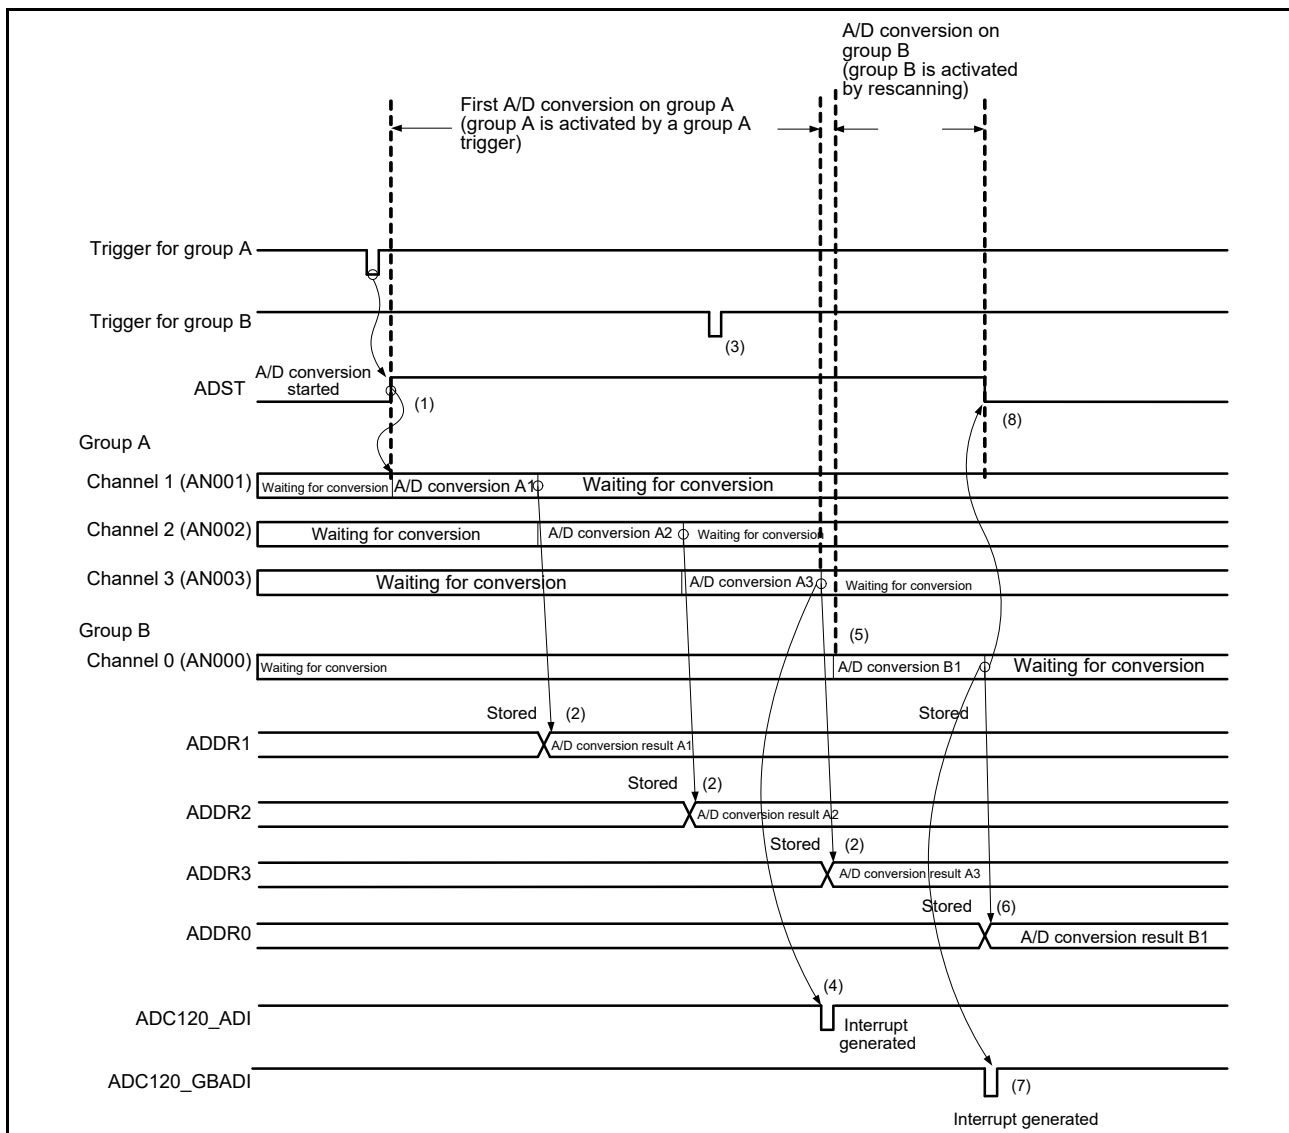 A/D conversion on
group B
(group B is activated
by rescanning)
First A/D conversion on group A
(group A is activated by a group A
trigger)
Trigger for group A
Trigger for group B
(3)
ADST
A/D conversion
started
(1)
(8)
Group A
Channel 1 (AN001)
Waiting for conversion
A/D conversion A1
Waiting for conversion
Channel 2 (AN002)
Waiting for conversion
A/D conversion A2
Waiting for conversion
Channel 3 (AN003)
Waiting for conversion
A/D conversion A3
Waiting for conversion
Group B
(5)
Channel 0 (AN000)
Waiting for conversion
A/D conversion B1
Waiting for conversion
Stored
(2)
Stored
ADDR1
A/D conversion result A1
Stored
(2)
ADDR2
A/D conversion result A2
Stored
(2)
ADDR3
A/D conversion result A3
Stored
(6)
ADDR0
A/D conversion result B1
(4)
ADC120_ADI
Interrupt
generated
ADC120_GBADI
(7)
Interrupt generated